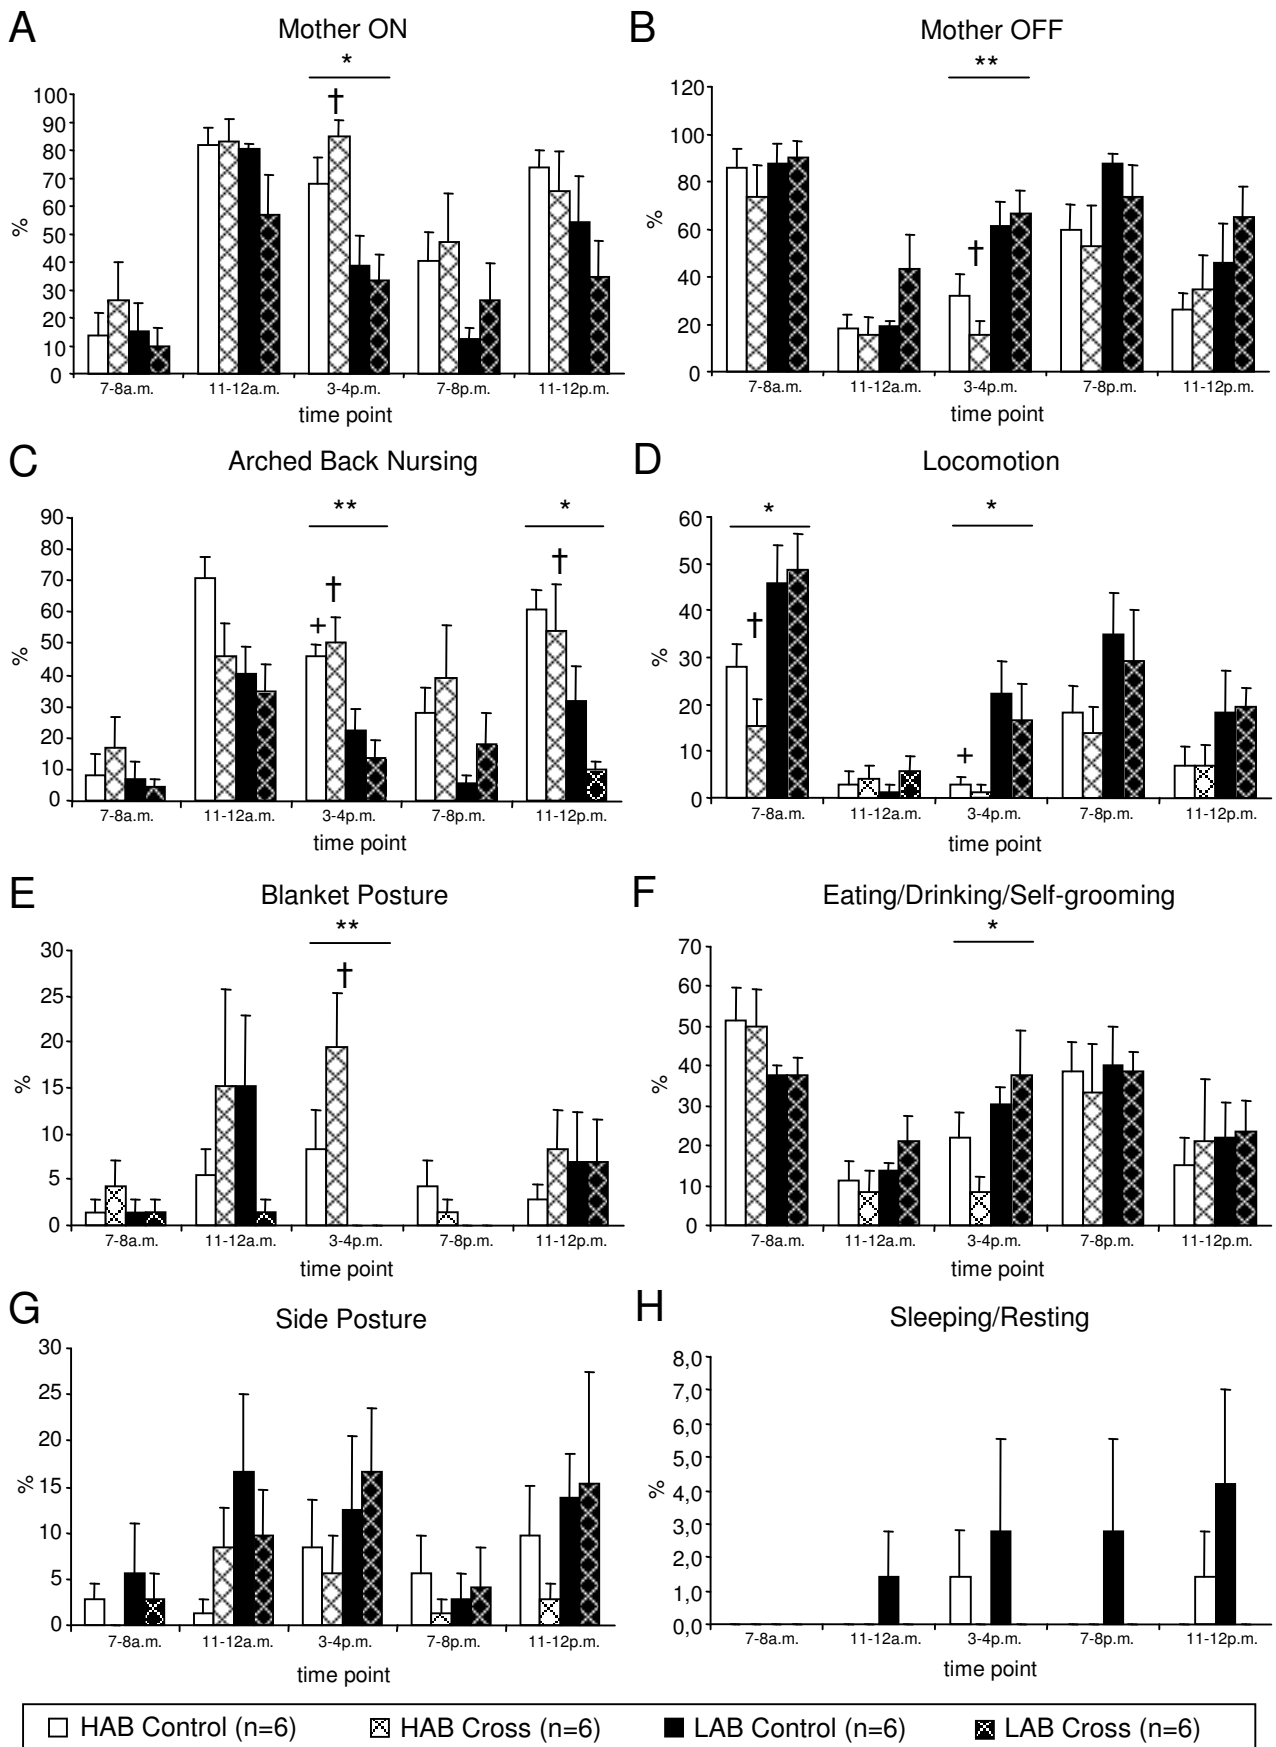 A
Mother ON
*
†
100
90
80
70
60
50
40
30
20
10
0
%
7-8a.m. 11-12a.m. 3-4p.m. 7-8p.m. 11-12p.m.
time point
B
Mother OFF
**
†
120
100
80
60
40
20
0
%
7-8a.m. 11-12a.m. 3-4p.m. 7-8p.m. 11-12p.m.
time point
C
Arched Back Nursing
** *
† †
+
90
80
70
60
50
40
30
20
10
0
%
7-8a.m. 11-12a.m. 3-4p.m. 7-8p.m. 11-12p.m.
time point
D
Locomotion
* *
†
+
60
50
40
30
20
10
0
%
7-8a.m. 11-12a.m. 3-4p.m. 7-8p.m. 11-12p.m.
time point
E
Blanket Posture
**
†
30
25
20
15
10
5
0
%
7-8a.m. 11-12a.m. 3-4p.m. 7-8p.m. 11-12p.m.
time point
F
Eating/Drinking/Self-grooming
*
70
60
50
40
30
20
10
0
%
7-8a.m. 11-12a.m. 3-4p.m. 7-8p.m. 11-12p.m.
time point
G
Side Posture
30
25
20
15
10
5
0
%
7-8a.m. 11-12a.m. 3-4p.m. 7-8p.m. 11-12p.m.
time point
H
Sleeping/Resting
8,0
7,0
6,0
5,0
4,0
3,0
2,0
1,0
0,0
%
7-8a.m. 11-12a.m. 3-4p.m. 7-8p.m. 11-12p.m.
time point
HAB Control (n=6) HAB Cross (n=6) LAB Control (n=6) LAB Cross (n=6)